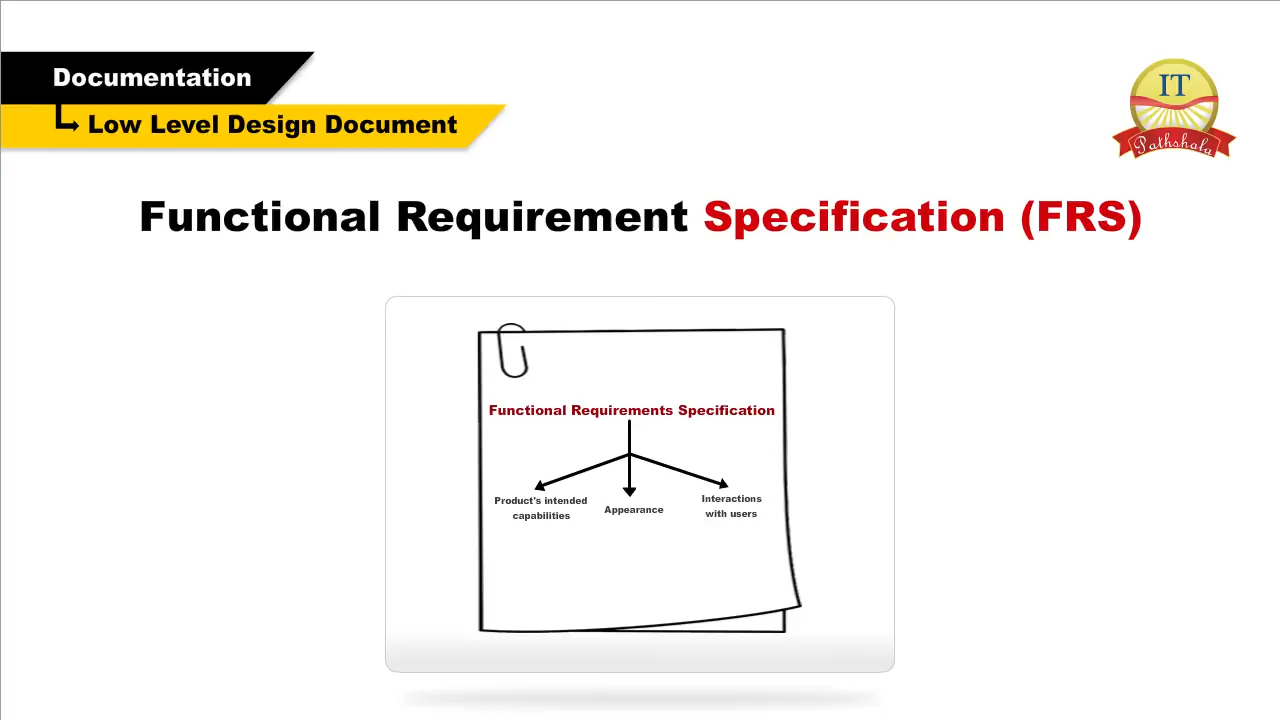 Documentation
Low Level Design Document
IT
Pathshala
Functional Requirement Specification (FRS)
Functional Requirements Specification
Product's intended
capabilities
Appearance
Interactions
with users